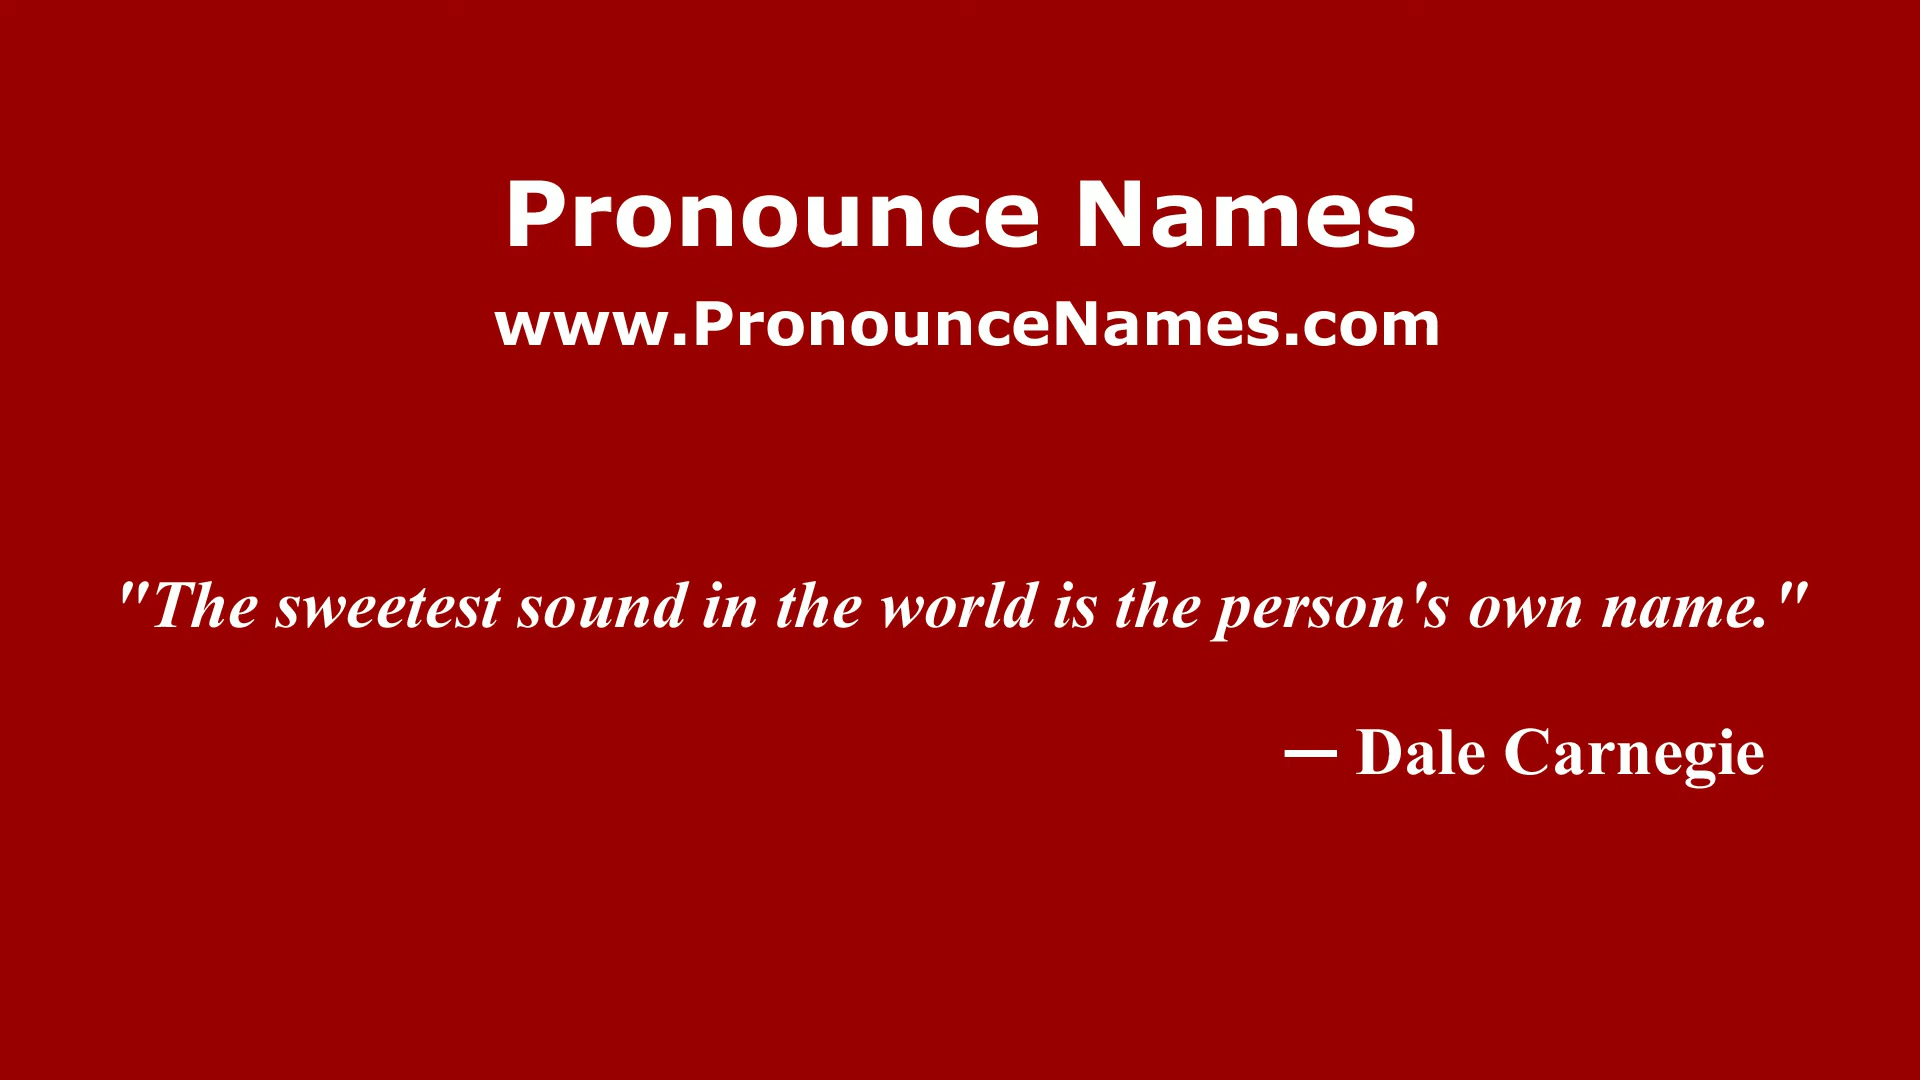 Pronounce Names
www.PronounceNames.com
"The sweetest sound in the world is the person's own name."
— Dale Carnegie